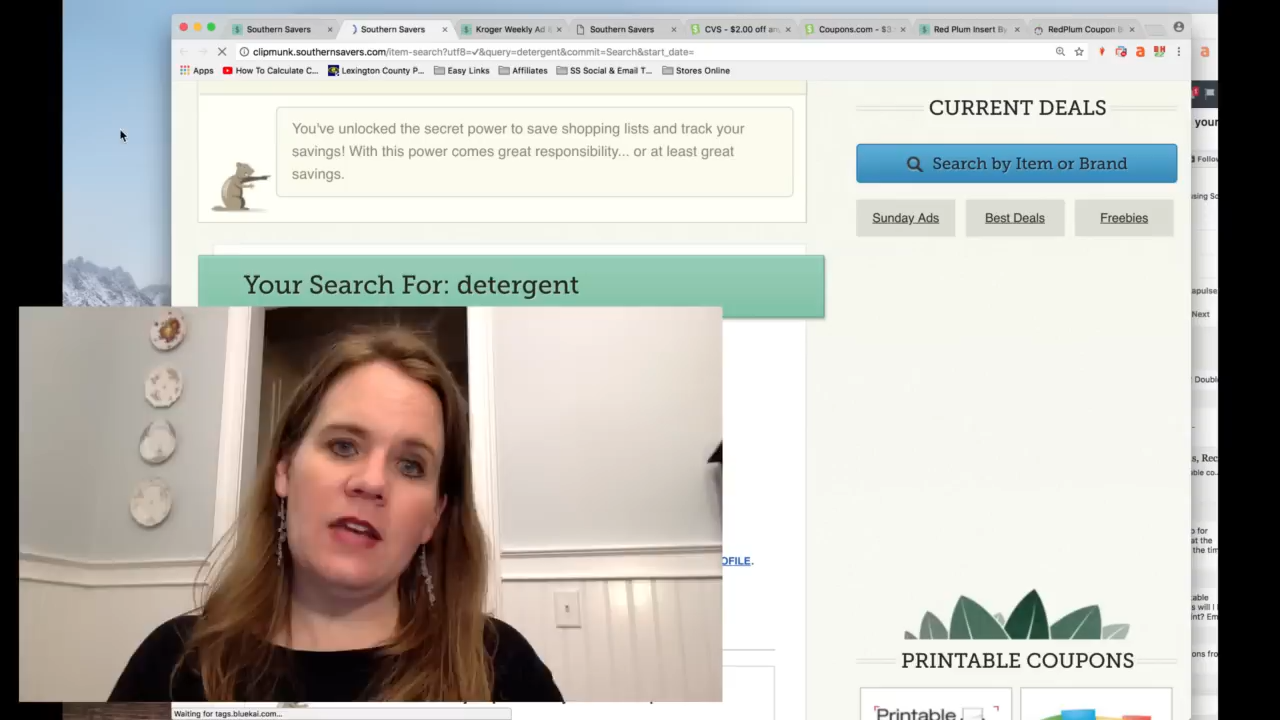 Southern Savers
Southern Savers
Kroger Weekly Ad
Southern Savers
CVS - $2.00 off
Coupons.com - $3
Red Plum Insert
RedPlum Coupon
clipmunk.southernsavers.com/item-search?utf8=✓&query=detergent&commit=Search&start_date=
Apps
How To Calculate C...
Lexington County P...
Easy Links
Affiliates
SS Social & Email T...
Stores Online
You've unlocked the secret power to save shopping lists and track your
savings! With this power comes great responsibility... or at least great
savings.
CURRENT DEALS
Search by Item or Brand
Sunday Ads
Best Deals
Freebies
Your Search For: detergent
OFILE.
PRINTABLE COUPONS
Printable
Waiting for tags.bluekai.com...
your
Follow
Next
Double